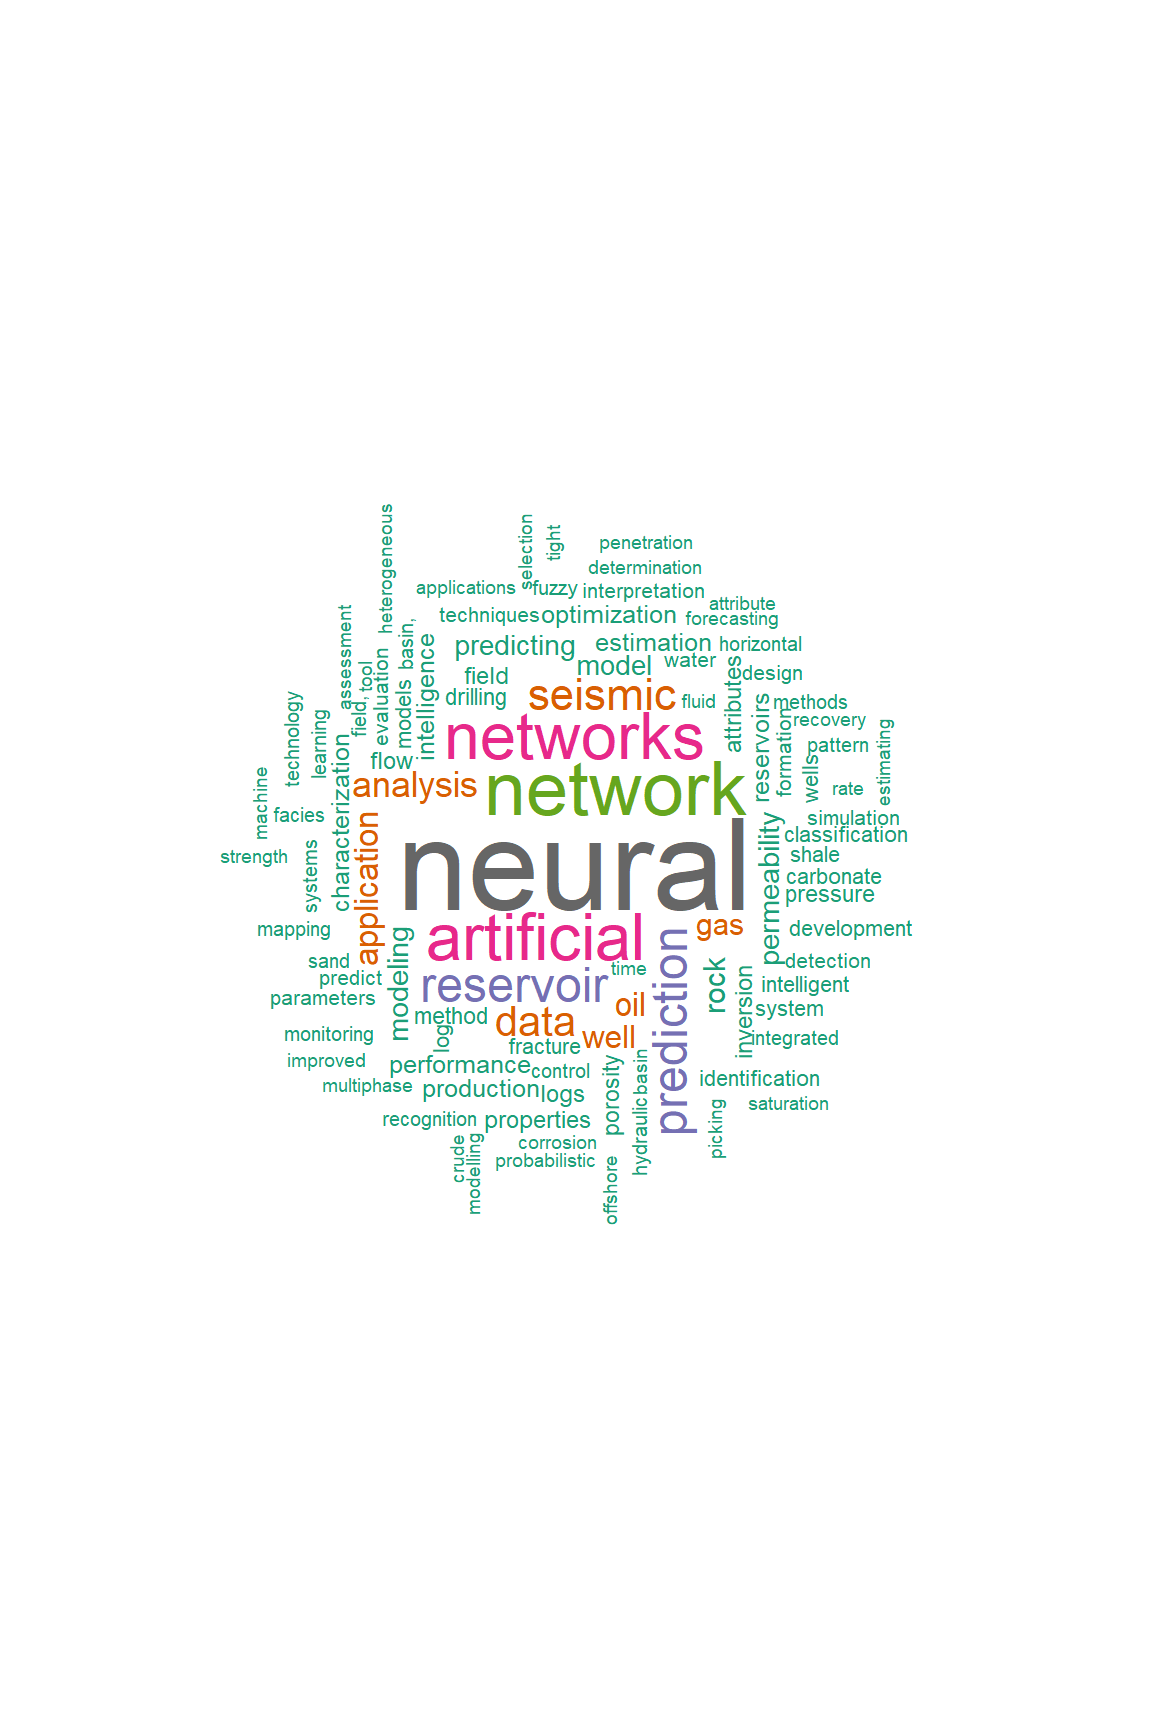 heterogeneous
selection
tight
penetration
determination
applications
fuzzy
interpretation
attribute
assessment
basin,
techniques
optimization
forecasting
predicting
estimation
horizontal
field, tool
evaluation
models
intelligence
field
model
water
design
attributes
technology
learning
drilling
seismic
fluid
methods
reservoirs
formation
recovery
networks
pattern
estimating
characterization
flow
wells
machine
analysis
network
rate
facies
simulation
application
neural
permeability
classification
strength
systems
shale
carbonate
pressure
mapping
artificial
gas
development
modeling
prediction
sand
time
rock
detection
predict
reservoir
inversion
intelligent
parameters
oil
system
method
data
monitoring
log
well
integrated
fracture
improved
performance
control
basin
identification
multiphase
production
logs
porosity
hydraulic
saturation
recognition
properties
picking
crude
modelling
corrosion
probabilistic
offshore